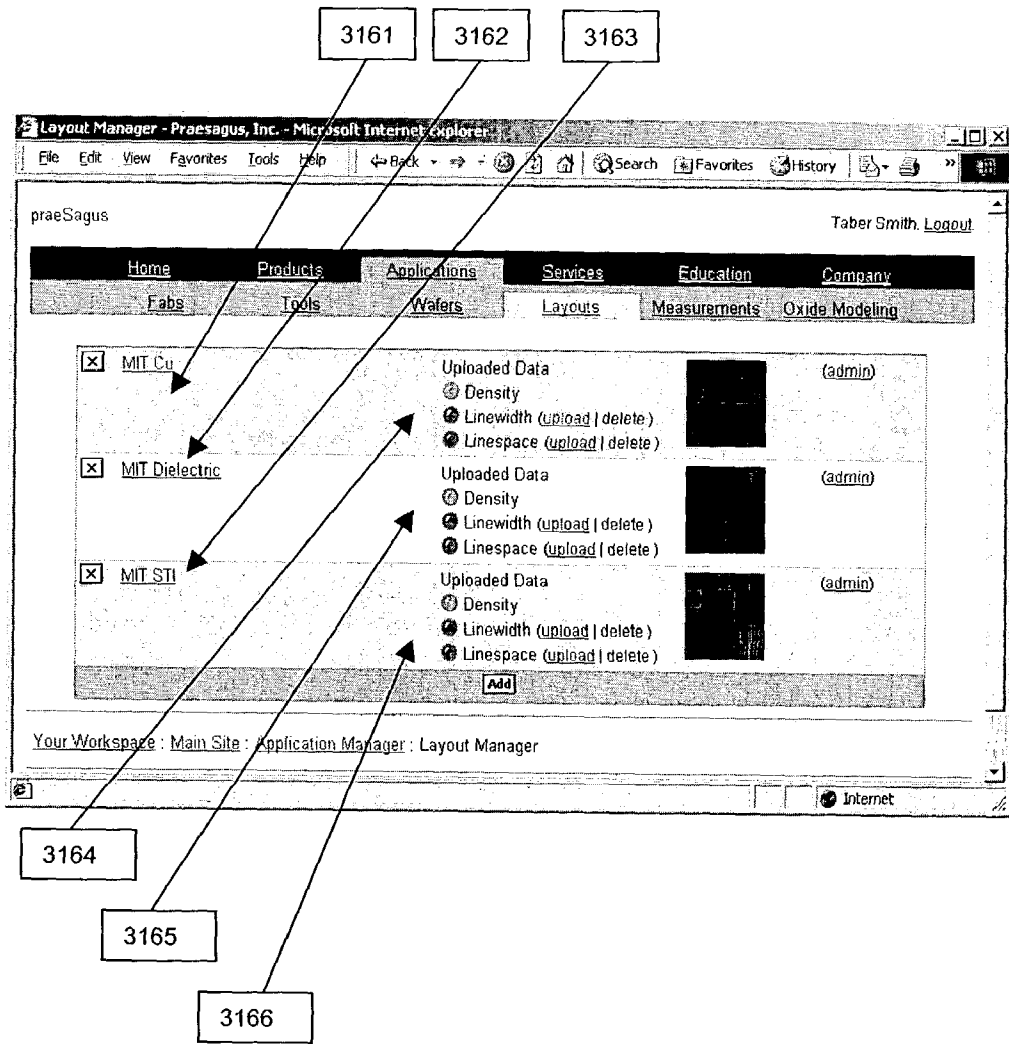 3161 3162 3163
Layout Manager - Praesagus, Inc. - Microsoft Internet Explorer
File Edit View Favorites Tools Help Back Search Favorites History »
praeSagus Taber Smith. Logout
Home Products Applications Services Education Company
Fabs Tools Wafers Layouts Measurements Oxide Modeling
MIT Cu Uploaded Data (admin)
Density
Linewidth (upload | delete )
Linespace (upload | delete )
MIT Dielectric Uploaded Data (admin)
Density
Linewidth (upload | delete )
Linespace (upload | delete )
MIT STI Uploaded Data (admin)
Density
Linewidth (upload | delete )
Linespace (upload | delete )
Add
Your Workspace : Main Site : Application Manager : Layout Manager
Internet
3164
3165
3166